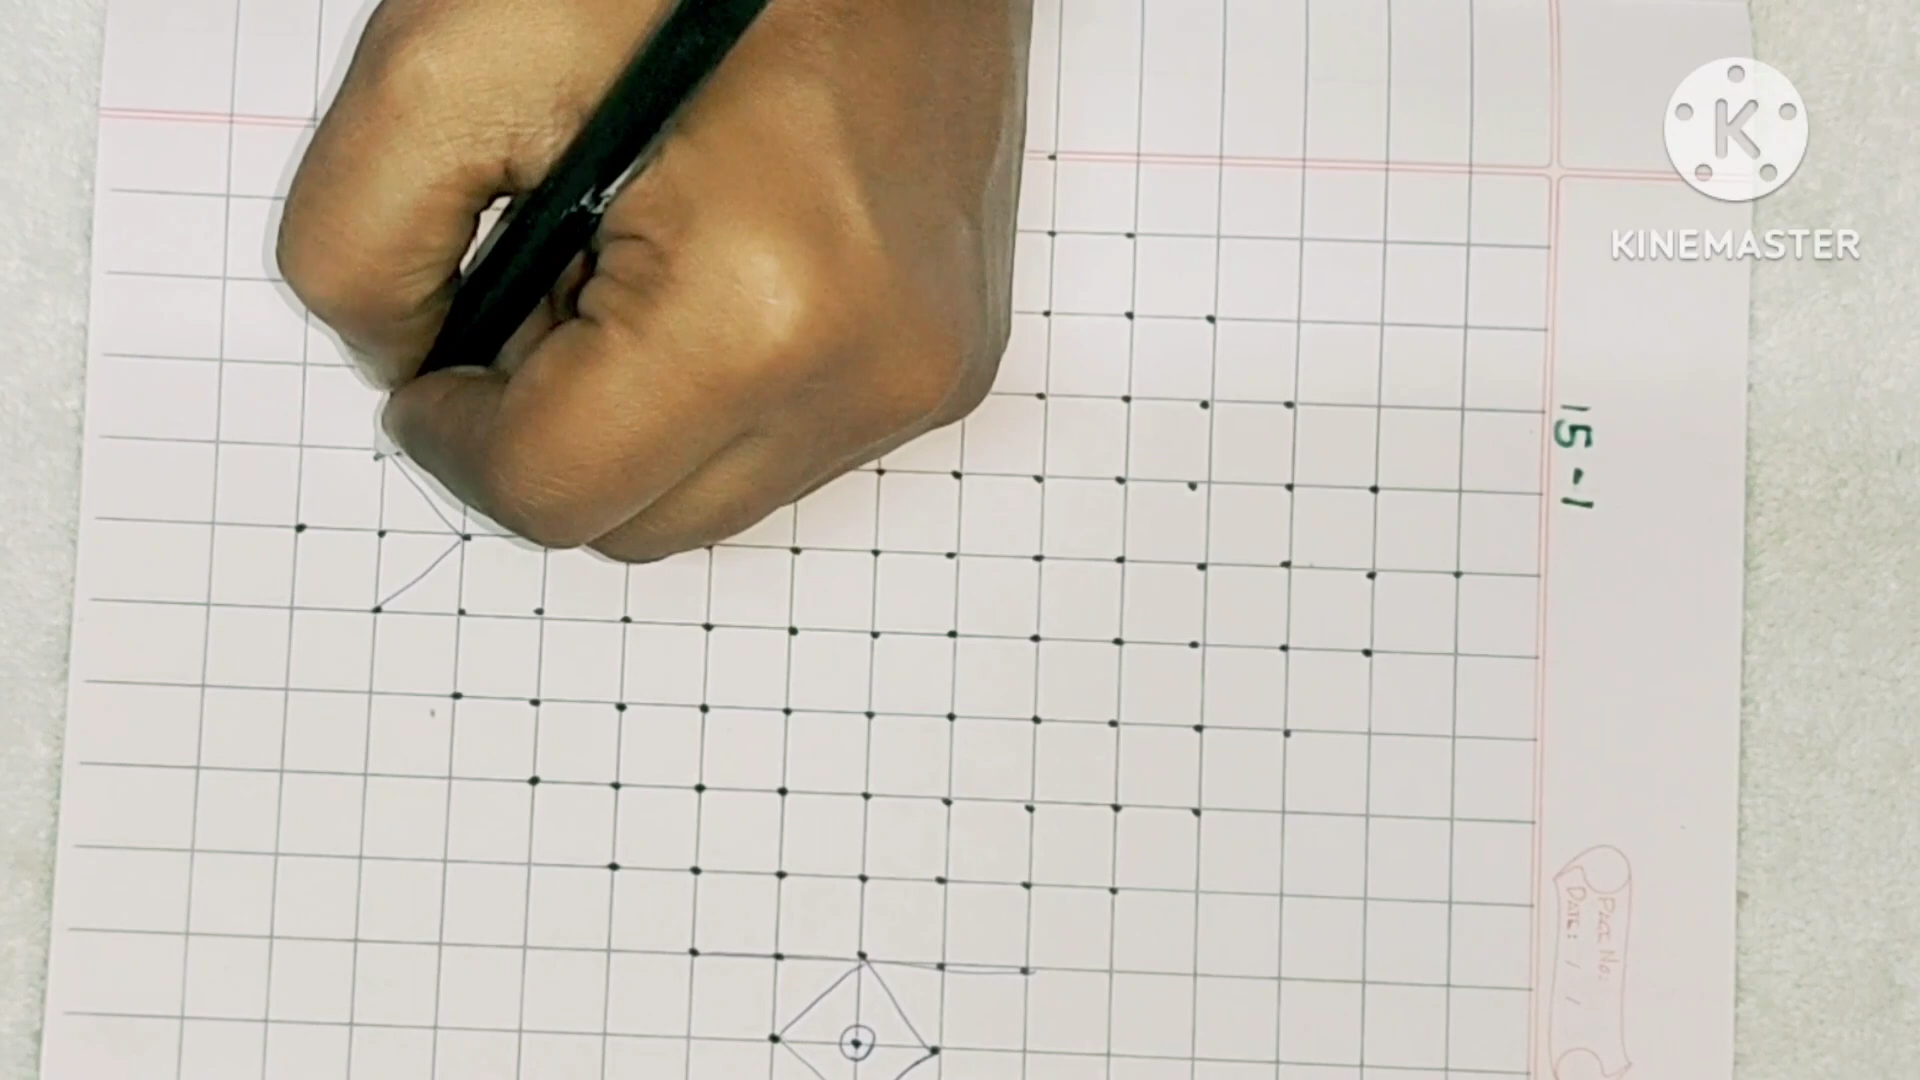 K
KINEMASTER
15-1
PAGE NO.
DATE: / /